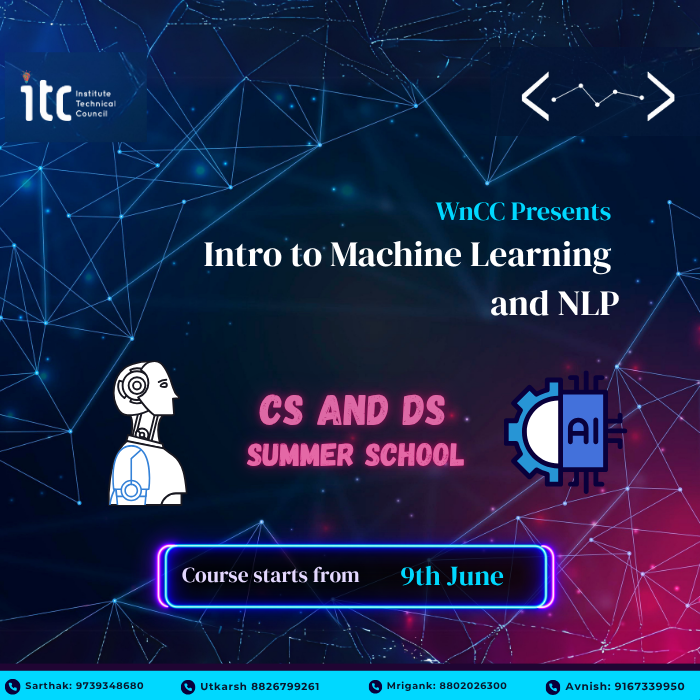 itc Institute
Technical
Council
WnCC Presents
Intro to Machine Learning
and NLP
CS AND DS
SUMMER SCHOOL
AI
Course starts from 9th June
Sarthak: 9739348680 Utkarsh 8826799261 Mrigank: 8802026300 Avnish: 9167339950